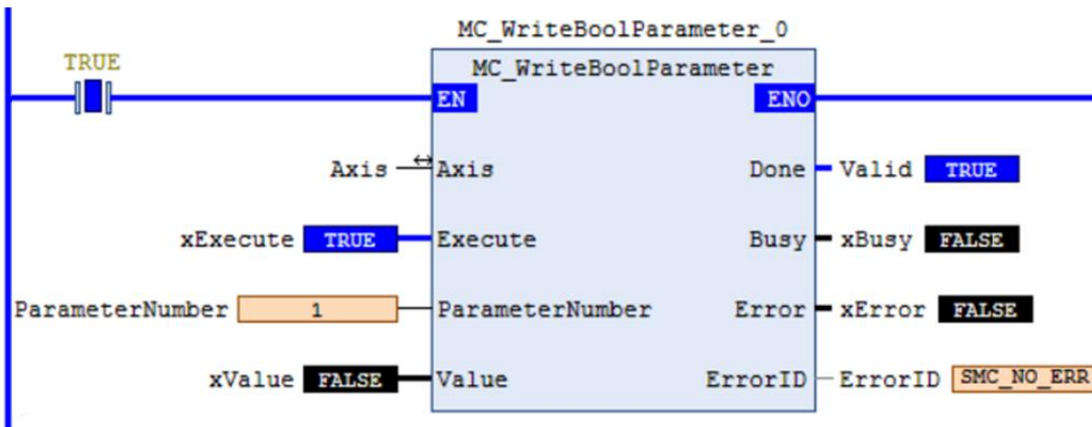 MC_WriteBoolParameter_0
TRUE
MC_WriteBoolParameter
EN ENO
Axis Axis Done Valid TRUE
xExecute TRUE Execute Busy xBusy FALSE
ParameterNumber 1 ParameterNumber Error xError FALSE
xValue FALSE Value ErrorID ErrorID SMC_NO_ERR